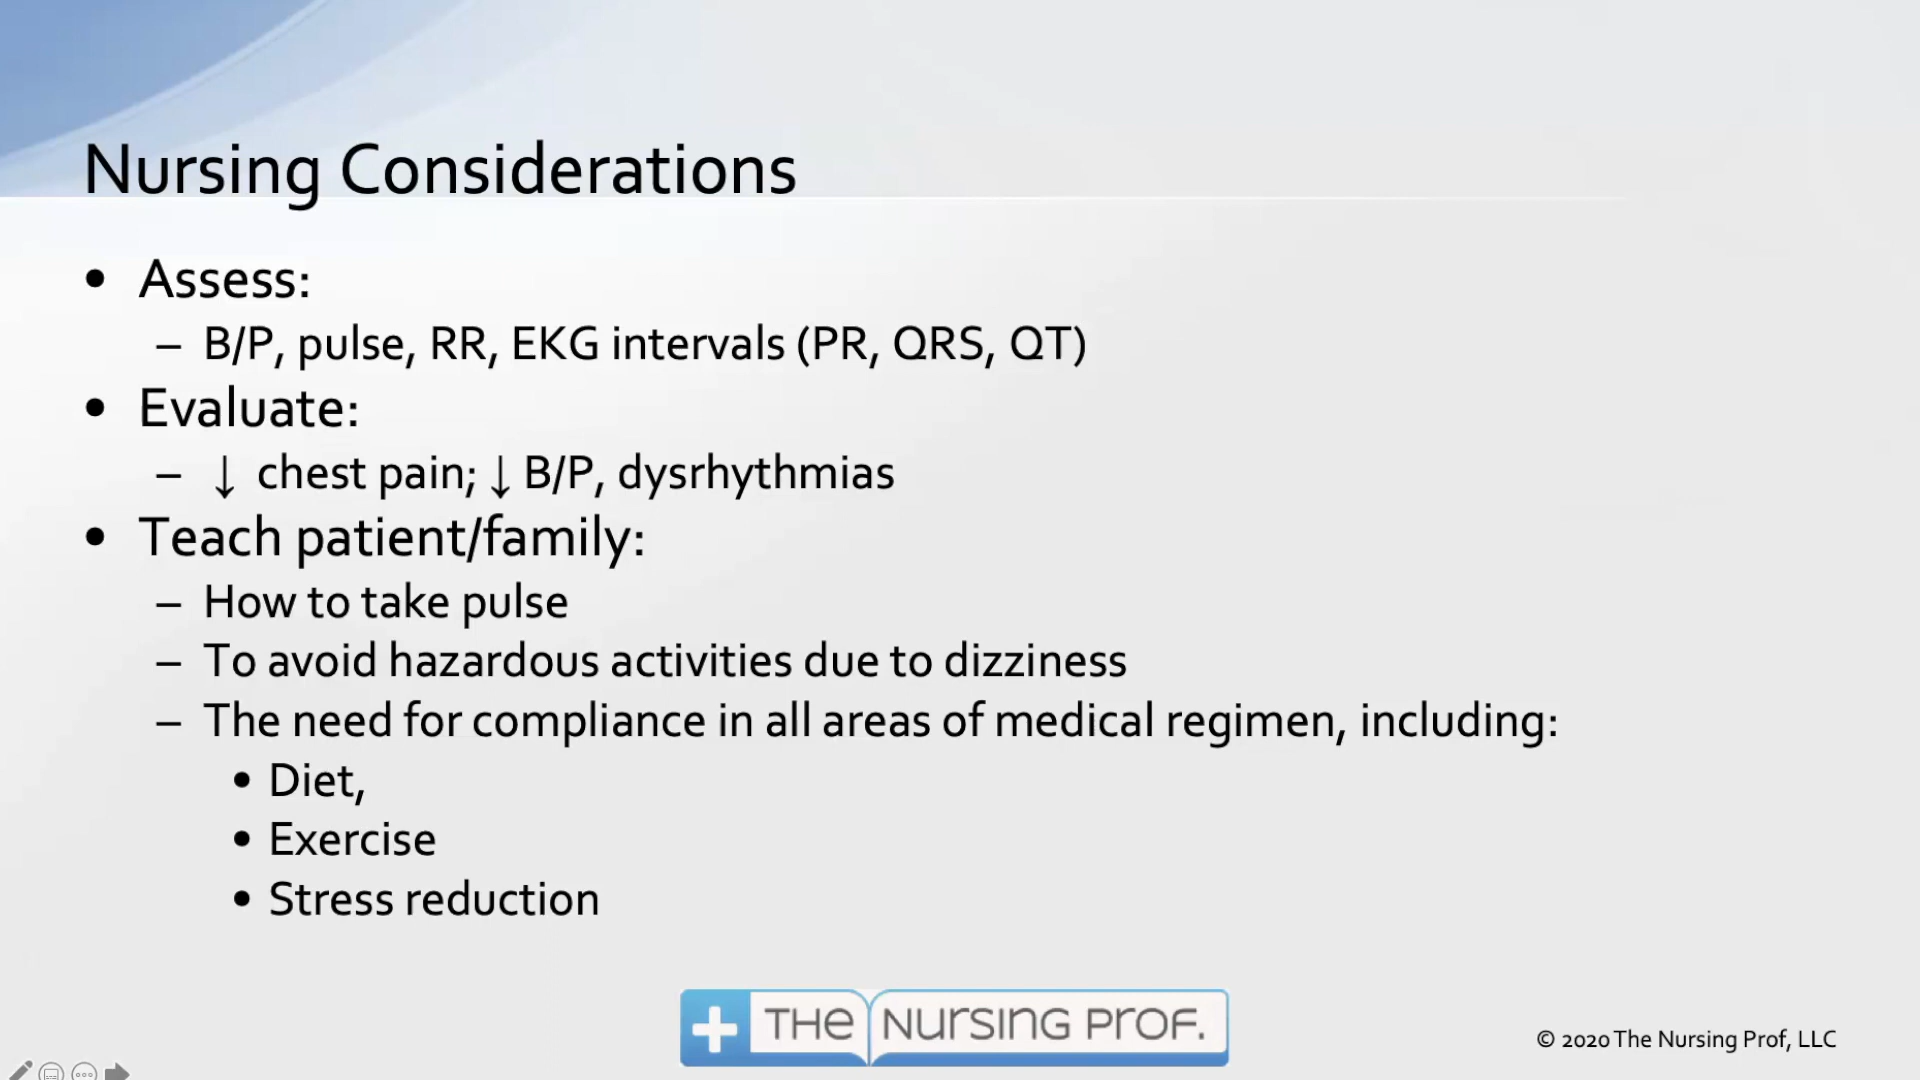 Nursing Considerations
• Assess:
– B/P, pulse, RR, EKG intervals (PR, QRS, QT)
• Evaluate:
– ↓ chest pain; ↓ B/P, dysrhythmias
• Teach patient/family:
– How to take pulse
– To avoid hazardous activities due to dizziness
– The need for compliance in all areas of medical regimen, including:
• Diet,
• Exercise
• Stress reduction
THE NURSING PROF.
© 2020 The Nursing Prof, LLC